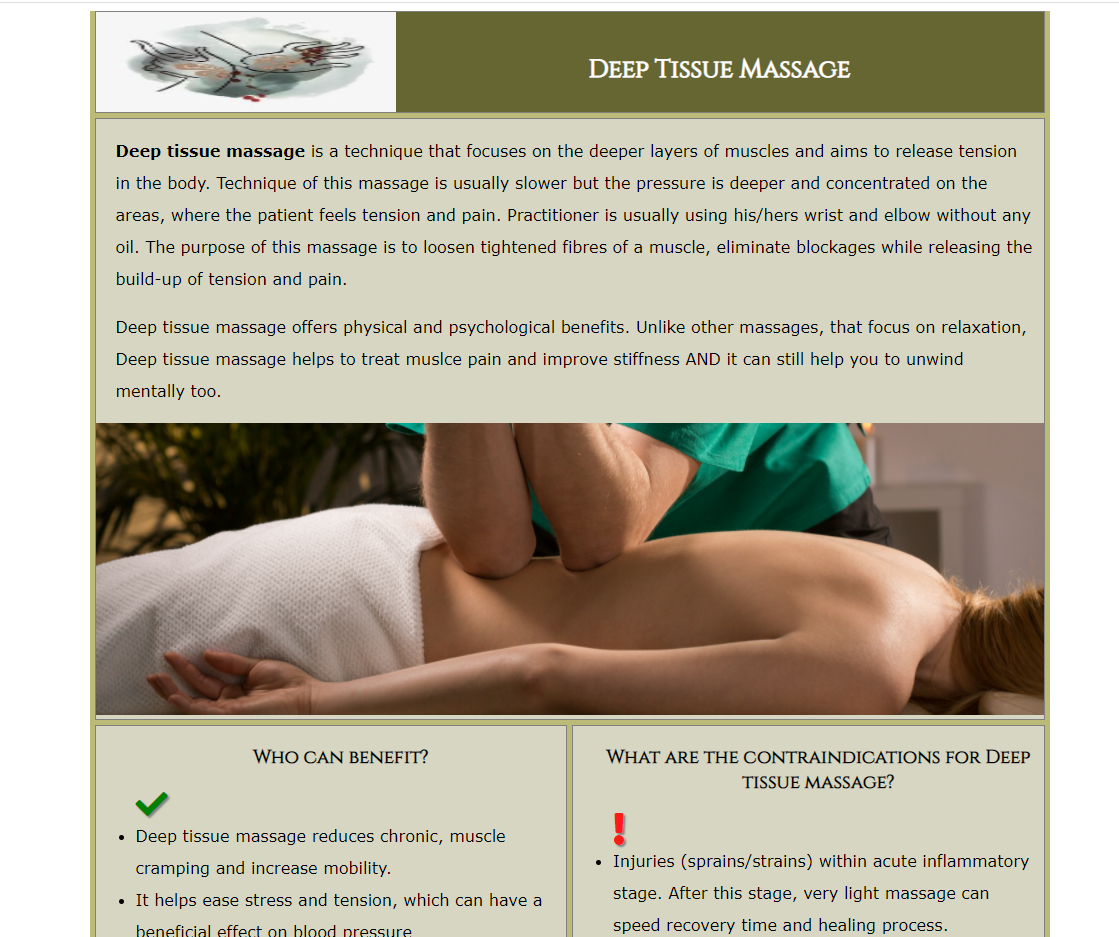 Deep Tissue Massage
Deep tissue massage is a technique that focuses on the deeper layers of muscles and aims to release tension
in the body. Technique of this massage is usually slower but the pressure is deeper and concentrated on the
areas, where the patient feels tension and pain. Practitioner is usually using his/hers wrist and elbow without any
oil. The purpose of this massage is to loosen tightened fibres of a muscle, eliminate blockages while releasing the
build-up of tension and pain.
Deep tissue massage offers physical and psychological benefits. Unlike other massages, that focus on relaxation,
Deep tissue massage helps to treat muslce pain and improve stiffness AND it can still help you to unwind
mentally too.
Who can benefit?
• Deep tissue massage reduces chronic, muscle
cramping and increase mobility.
• It helps ease stress and tension, which can have a
beneficial effect on blood pressure
What are the contraindications for Deep
tissue massage?
• Injuries (sprains/strains) within acute inflammatory
stage. After this stage, very light massage can
speed recovery time and healing process.